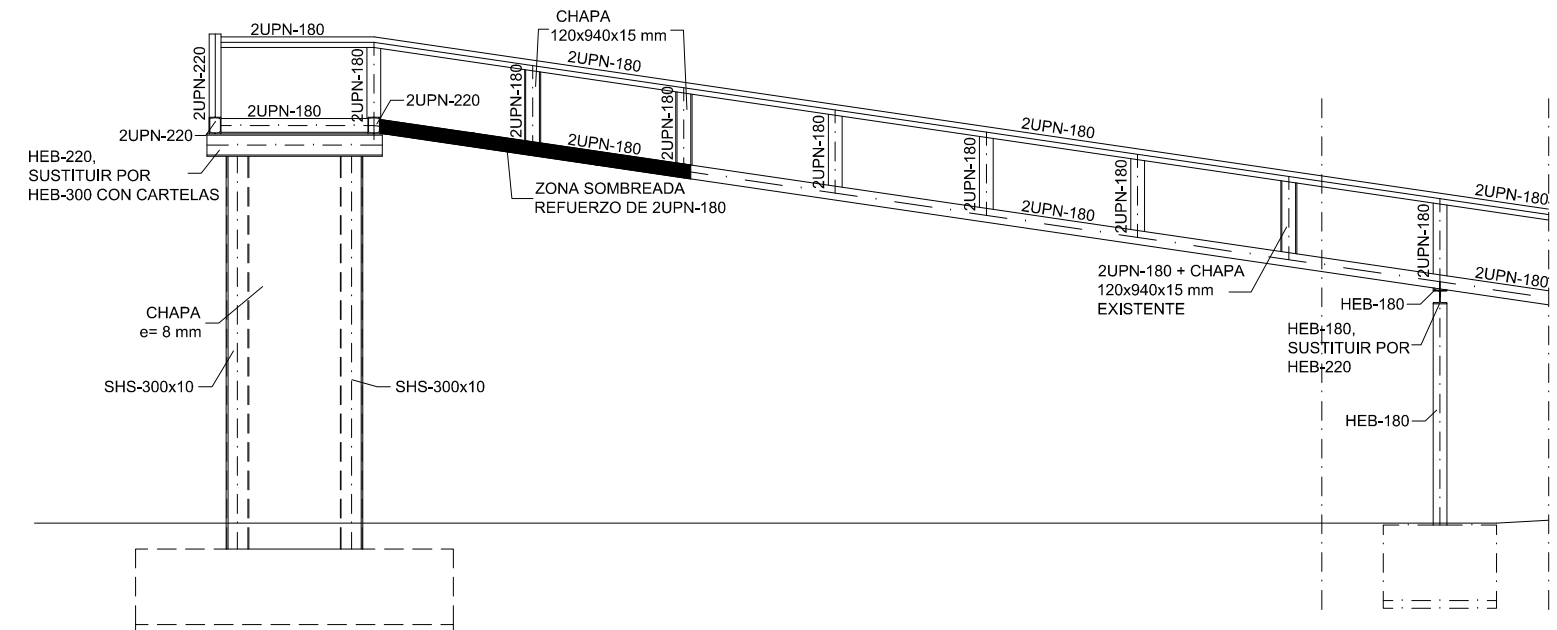 2UPN-180
CHAPA
120x940x15 mm
2UPN-180
2UPN-220
2UPN-180
2UPN-180
2UPN-220
2UPN-220
HEB-220,
SUSTITUIR POR
HEB-300 CON CARTELAS
2UPN-180
2UPN-180
2UPN-180
ZONA SOMBREADA
REFUERZO DE 2UPN-180
2UPN-180
2UPN-180
2UPN-180
2UPN-180
2UPN-180
2UPN-180
2UPN-180
2UPN-180
2UPN-180
2UPN-180 + CHAPA
120x940x15 mm
EXISTENTE
HEB-180
HEB-180,
SUSTITUIR POR
HEB-220
HEB-180
CHAPA
e= 8 mm
SHS-300x10
SHS-300x10